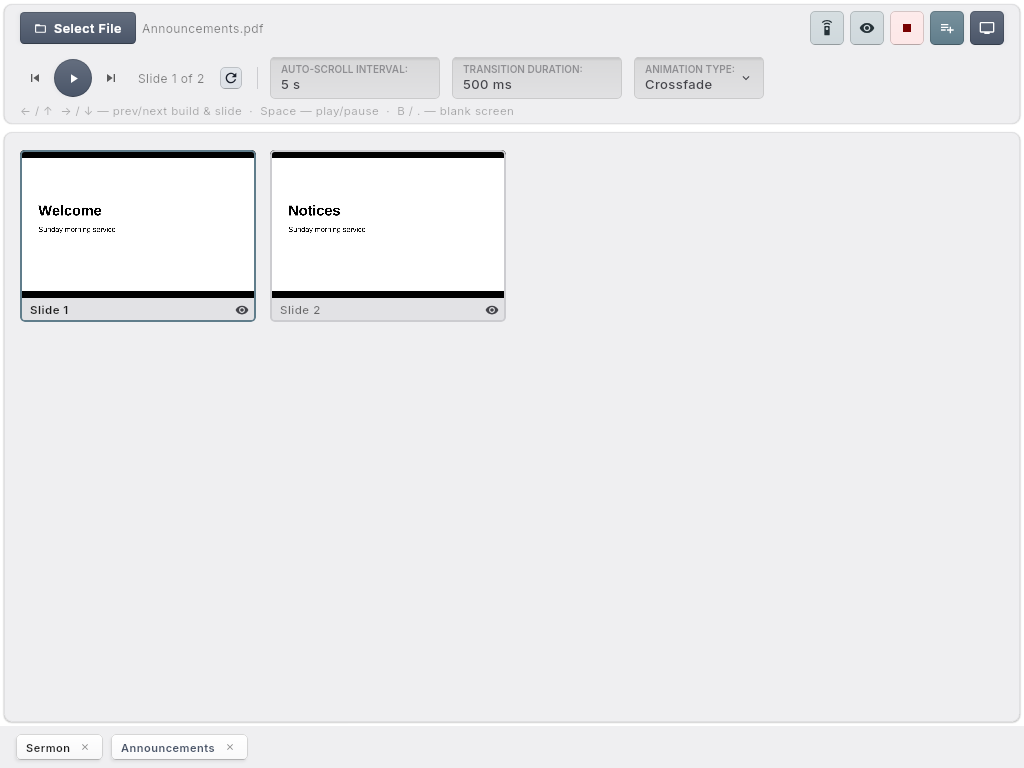 Select File Announcements.pdf
Slide 1 of 2
AUTO-SCROLL INTERVAL:
5 s
TRANSITION DURATION:
500 ms
ANIMATION TYPE:
Crossfade
← / ↑ → / ↓ — prev/next build & slide · Space — play/pause · B / . — blank screen
Welcome
Sunday morning service
Slide 1
Notices
Sunday morning service
Slide 2
Sermon ×
Announcements ×